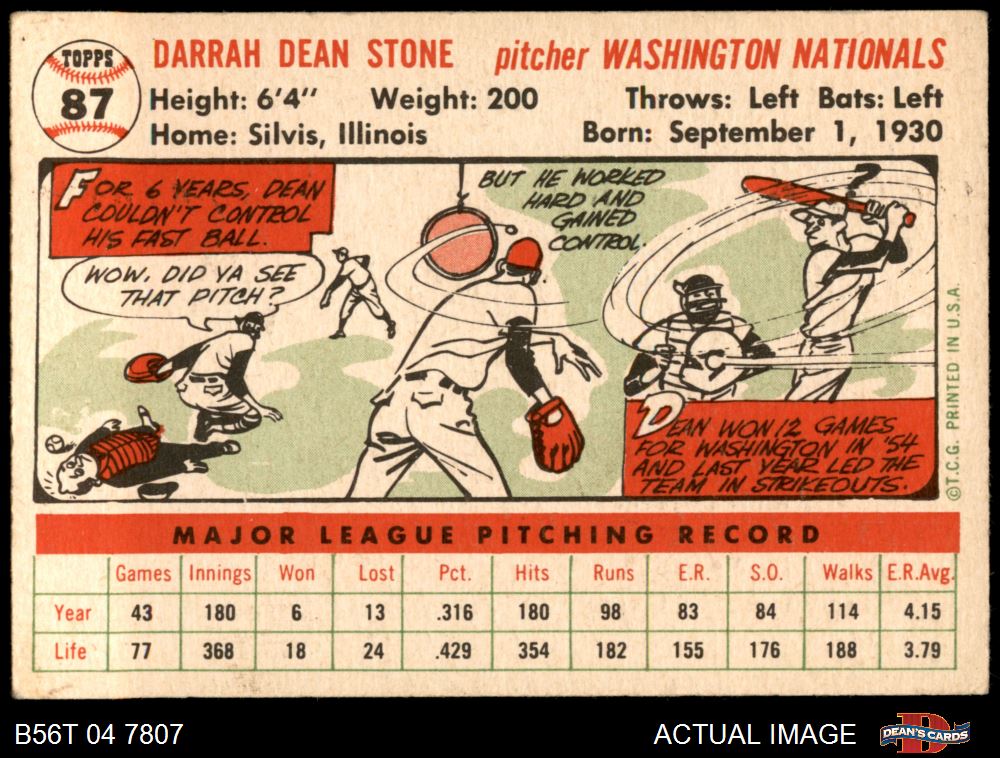 TOPPS
87
DARRAH DEAN STONE pitcher WASHINGTON NATIONALS
Height: 6'4" Weight: 200 Throws: Left Bats: Left
Home: Silvis, Illinois Born: September 1, 1930
FOR 6 YEARS, DEAN
COULDN'T CONTROL
HIS FAST BALL.
WOW, DID YA SEE
THAT PITCH?
BUT HE WORKED
HARD AND
GAINED
CONTROL.
?
DEAN WON 12 GAMES
FOR WASHINGTON IN '54
AND LAST YEAR LED THE
TEAM IN STRIKEOUTS.
©T.C.G. PRINTED IN U.S.A.
MAJOR LEAGUE PITCHING RECORD
Games Innings Won Lost Pct. Hits Runs E.R. S.O. Walks E.R.Avg.
Year 43 180 6 13 .316 180 98 83 84 114 4.15
Life 77 368 18 24 .429 354 182 155 176 188 3.79
B56T 04 7807 ACTUAL IMAGE DEAN'S CARDS